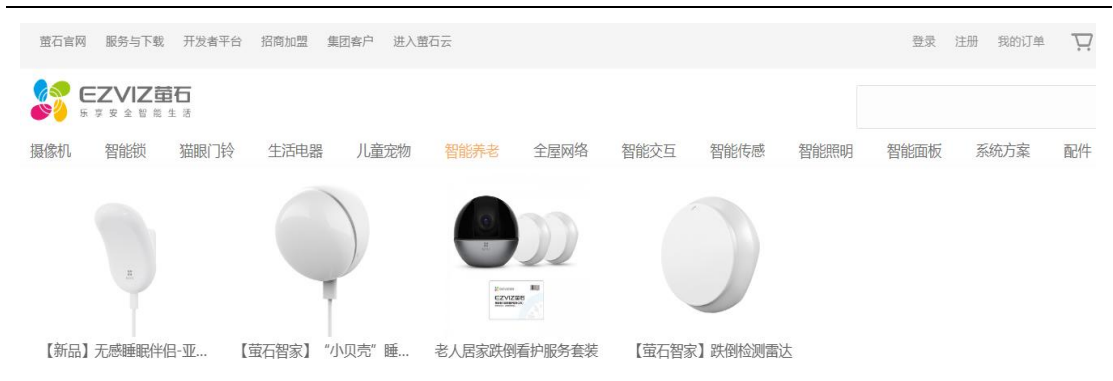 萤石官网 服务与下载 开发者平台 招商加盟 集团客户 进入萤石云 登录 注册 我的订单
EZVIZ萤石
乐享安全智能生活
摄像机 智能锁 猫眼门铃 生活电器 儿童宠物 智能养老 全屋网络 智能交互 智能传感 智能照明 智能面板 系统方案 配件
EZVIZ萤石
【新品】无感睡眠伴侣-亚... 【萤石智家】“小贝壳”睡... 老人居家跌倒看护服务套装 【萤石智家】跌倒检测雷达